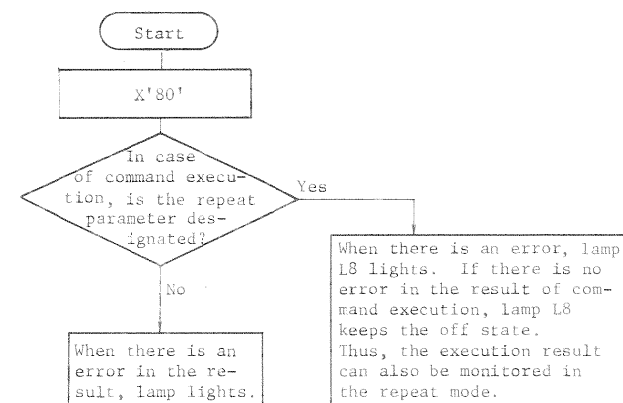 Start
X'80'
In case
of command execu-
tion, is the repeat
parameter des-
ignated?
Yes
No
When there is an
error in the re-
sult, lamp lights.
When there is an error, lamp
L8 lights. If there is no
error in the result of com-
mand execution, lamp L8
keeps the off state.
Thus, the execution result
can also be monitored in
the repeat mode.